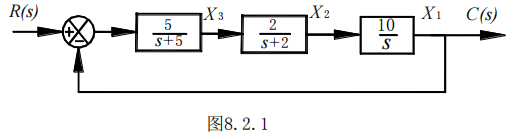 R(s) + − 5/(s+5) X₃ 2/(s+2) X₂ 10/s X₁ C(s)
图8.2.1